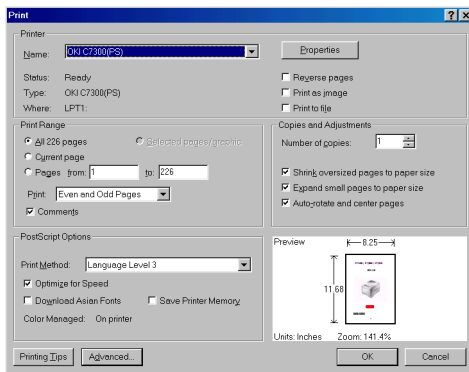 Print
Printer
Name: OKI C7300(PS)
Properties
Status: Ready
Type: OKI C7300(PS)
Where: LPT1:
Reverse pages
Print as image
Print to file
Print Range
All 226 pages
Selected pages/graphic
Current page
Pages from: 1 to: 226
Print: Even and Odd Pages
Comments
Copies and Adjustments
Number of copies: 1
Shrink oversized pages to paper size
Expand small pages to paper size
Auto-rotate and center pages
PostScript Options
Print Method: Language Level 3
Optimize for Speed
Download Asian Fonts
Save Printer Memory
Color Managed: On printer
Preview
8.25
11.68
Units: Inches Zoom: 141.4%
Printing Tips
Advanced...
OK
Cancel